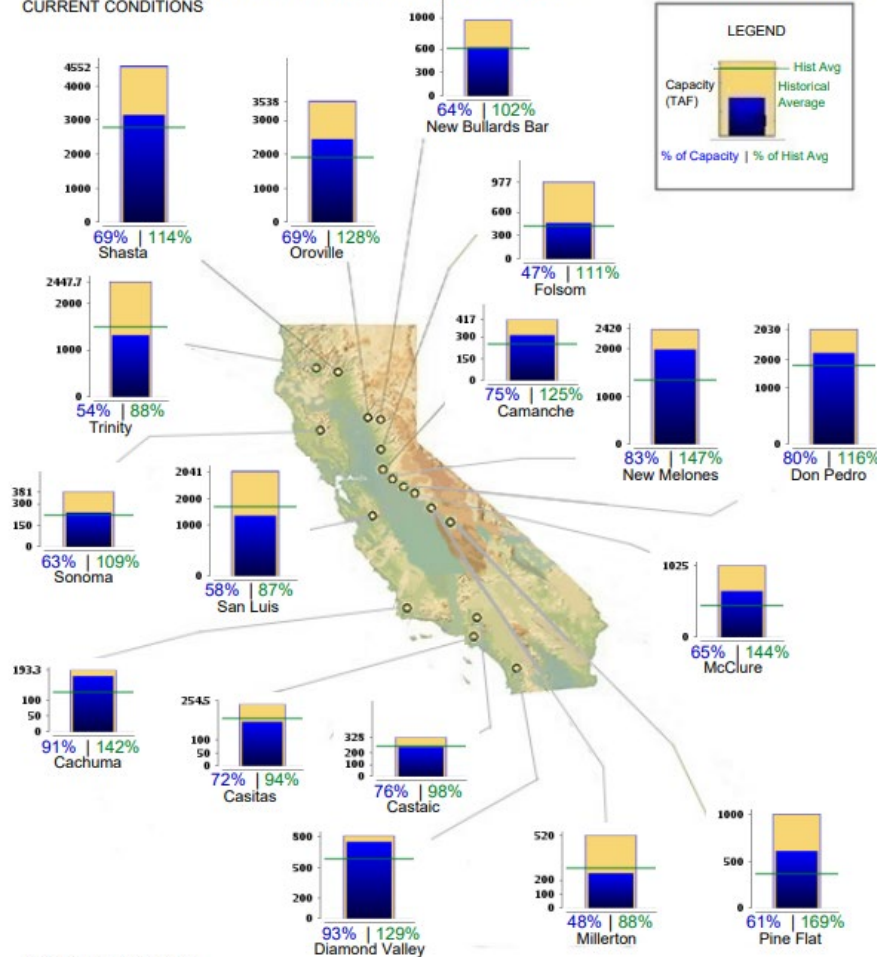 CURRENT CONDITIONS
1000
600
300
0
64% | 102%
New Bullards Bar
LEGEND
Hist Avg
Capacity
(TAF)
Historical
Average
% of Capacity | % of Hist Avg
4552
4000
3000
2000
1000
0
69% | 114%
Shasta
3538
3000
2000
1000
0
69% | 128%
Oroville
977
600
300
0
47% | 111%
Folsom
2447.7
2000
1000
0
54% | 88%
Trinity
417
300
150
0
75% | 125%
Camanche
2420
2000
1000
0
83% | 147%
New Melones
2030
2000
1000
0
80% | 116%
Don Pedro
381
300
150
0
63% | 109%
Sonoma
2041
2000
1000
0
58% | 87%
San Luis
1025
0
65% | 144%
McClure
193.3
100
50
0
91% | 142%
Cachuma
254.5
100
50
0
72% | 94%
Casitas
325
200
100
0
76% | 98%
Castaic
800
500
200
0
93% | 129%
Diamond Valley
520
200
100
0
48% | 88%
Millerton
1000
500
0
61% | 169%
Pine Flat